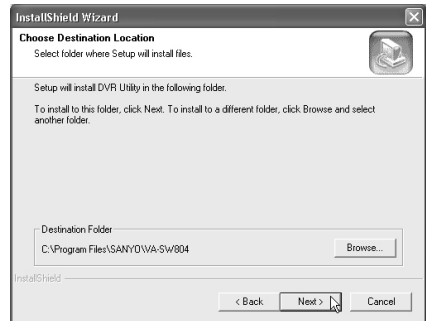 InstallShield Wizard
Choose Destination Location
Select folder where Setup will install files.
Setup will install DVR Utility in the following folder.
To install to this folder, click Next. To install to a different folder, click Browse and select
another folder.
Destination Folder
C:\Program Files\SANYO\VA-SW804
Browse...
InstallShield
< Back
Next >
Cancel